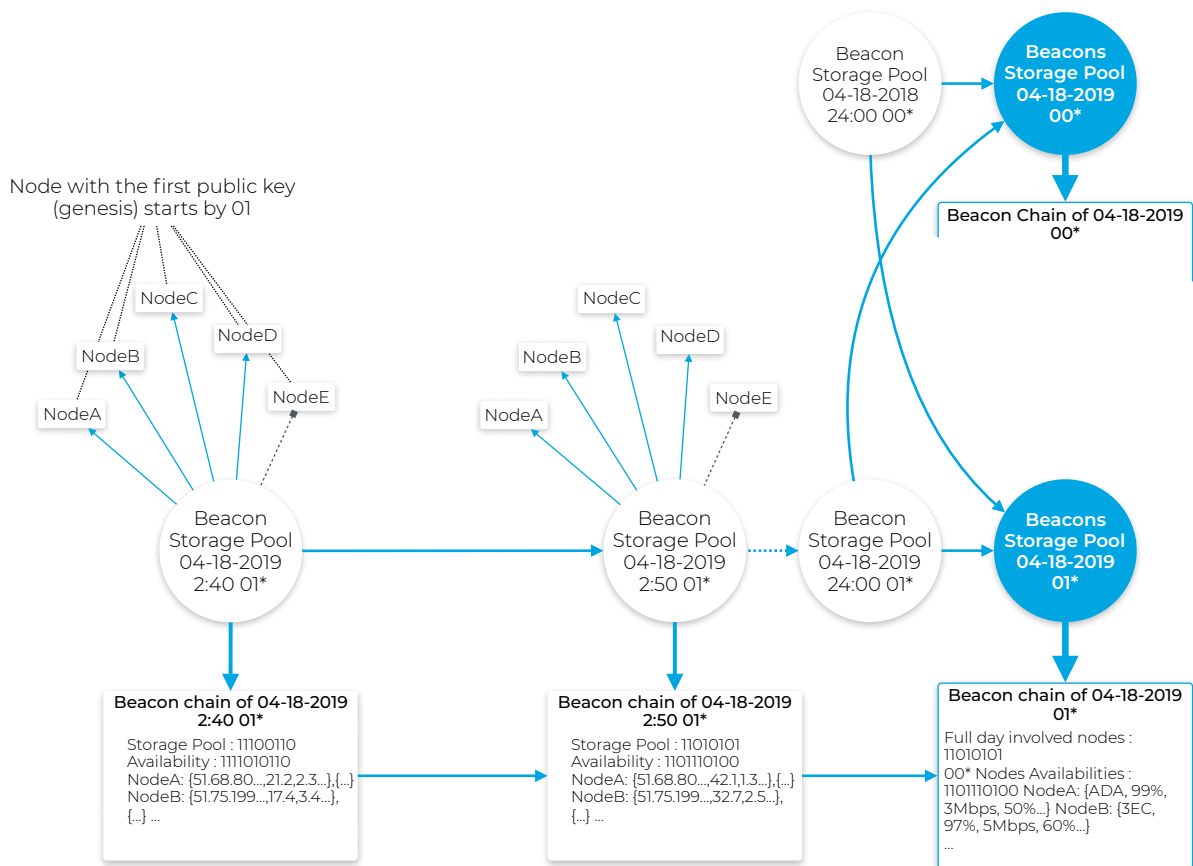 Beacon
Storage Pool
04-18-2018
24:00 00*
Beacons
Storage Pool
04-18-2019
00*
Node with the first public key
(genesis) starts by 01
Beacon Chain of 04-18-2019
00*
NodeC
NodeD
NodeB
NodeE
NodeA
NodeC
NodeD
NodeB
NodeE
NodeA
Beacon
Storage Pool
04-18-2019
2:40 01*
Beacon
Storage Pool
04-18-2019
2:50 01*
Beacon
Storage Pool
04-18-2019
24:00 01*
Beacons
Storage Pool
04-18-2019
01*
Beacon chain of 04-18-2019
2:40 01*
Storage Pool : 11100110
Availability : 1111010110
NodeA: {51.68.80...,21.2,2.3...},{...}
NodeB: {51.75.199...,17.4,3.4...},
{...} ...
Beacon chain of 04-18-2019
2:50 01*
Storage Pool : 11010101
Availability : 1101110100
NodeA: {51.68.80...,42.1,1.3...},{...}
NodeB: {51.75.199...,32.7,2.5...},
{...} ...
Beacon chain of 04-18-2019
01*
Full day involved nodes :
11010101
00* Nodes Availabilities :
1101110100 NodeA: {ADA, 99%,
3Mbps, 50%...} NodeB: {3EC,
97%, 5Mbps, 60%...}
...